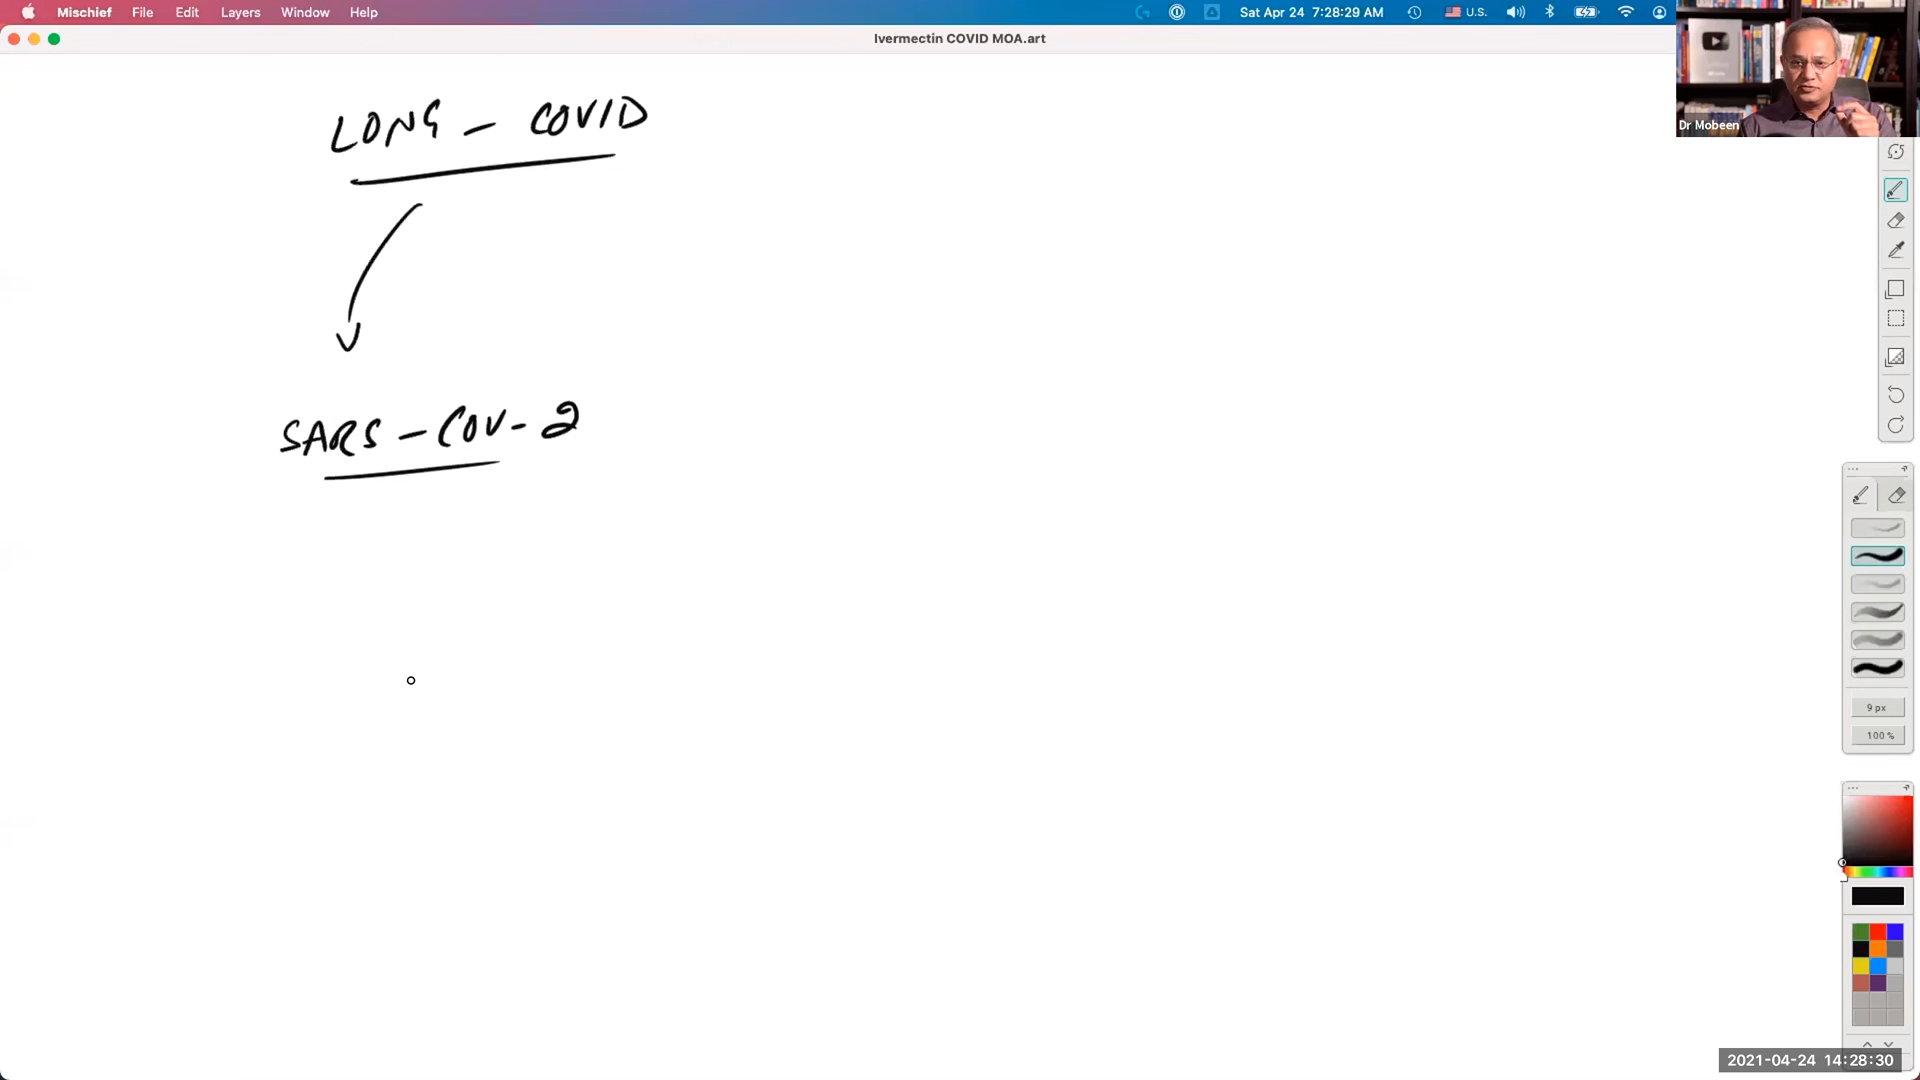 Mischief File Edit Layers Window Help
Sat Apr 24 7:28:29 AM U.S.
Ivermectin COVID MOA.art
Dr Mobeen
LONG - COVID
SARS - COV - 2
9 px
100 %
2021-04-24 14:28:30